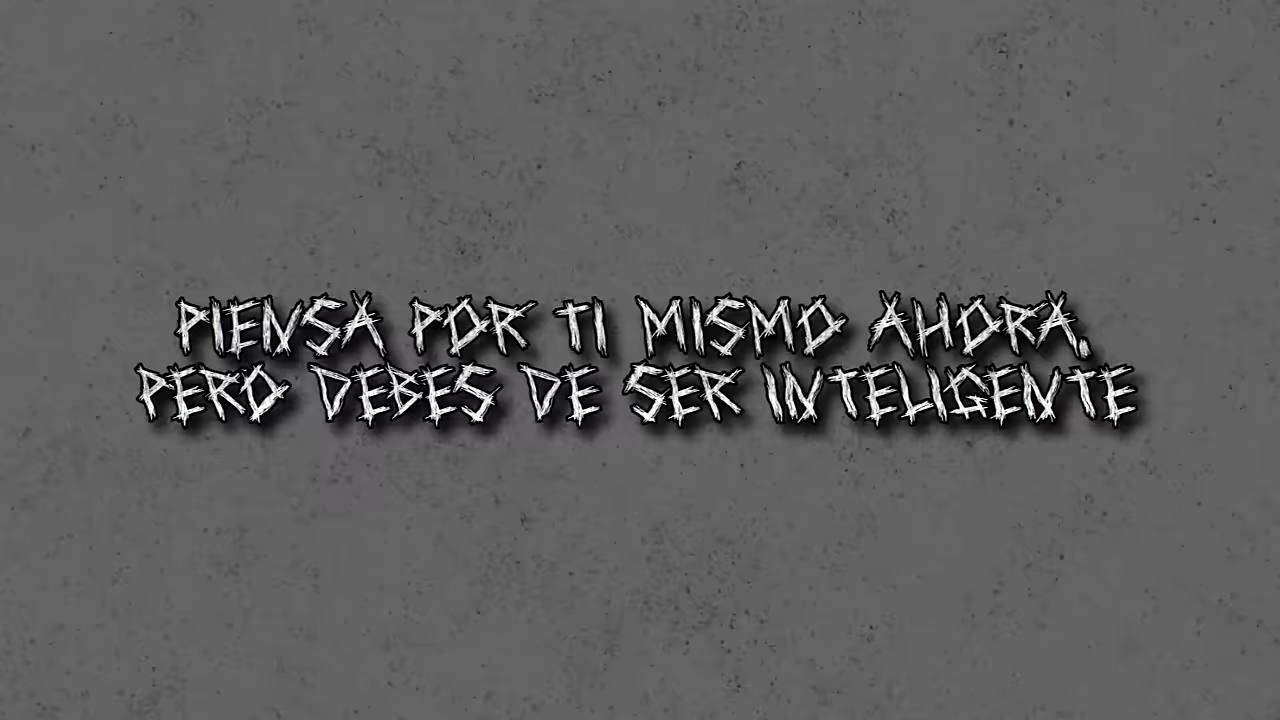 PIENSA POR TI MISMO AHORA,
PERO DEBES DE SER INTELIGENTE